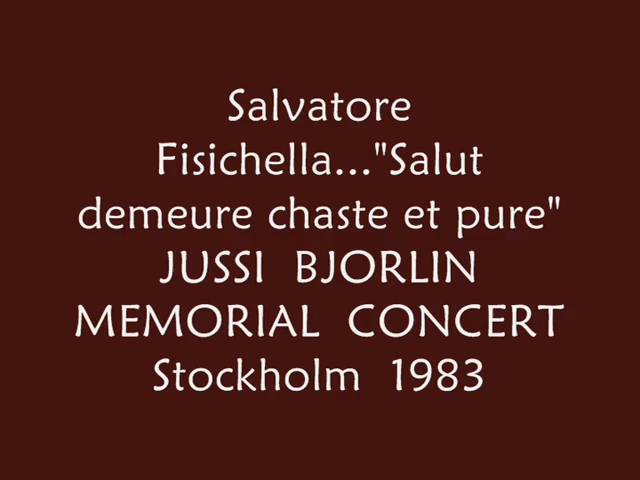 Salvatore
Fisichella..."Salut
demeure chaste et pure"
JUSSI BJORLIN
MEMORIAL CONCERT
Stockholm 1983